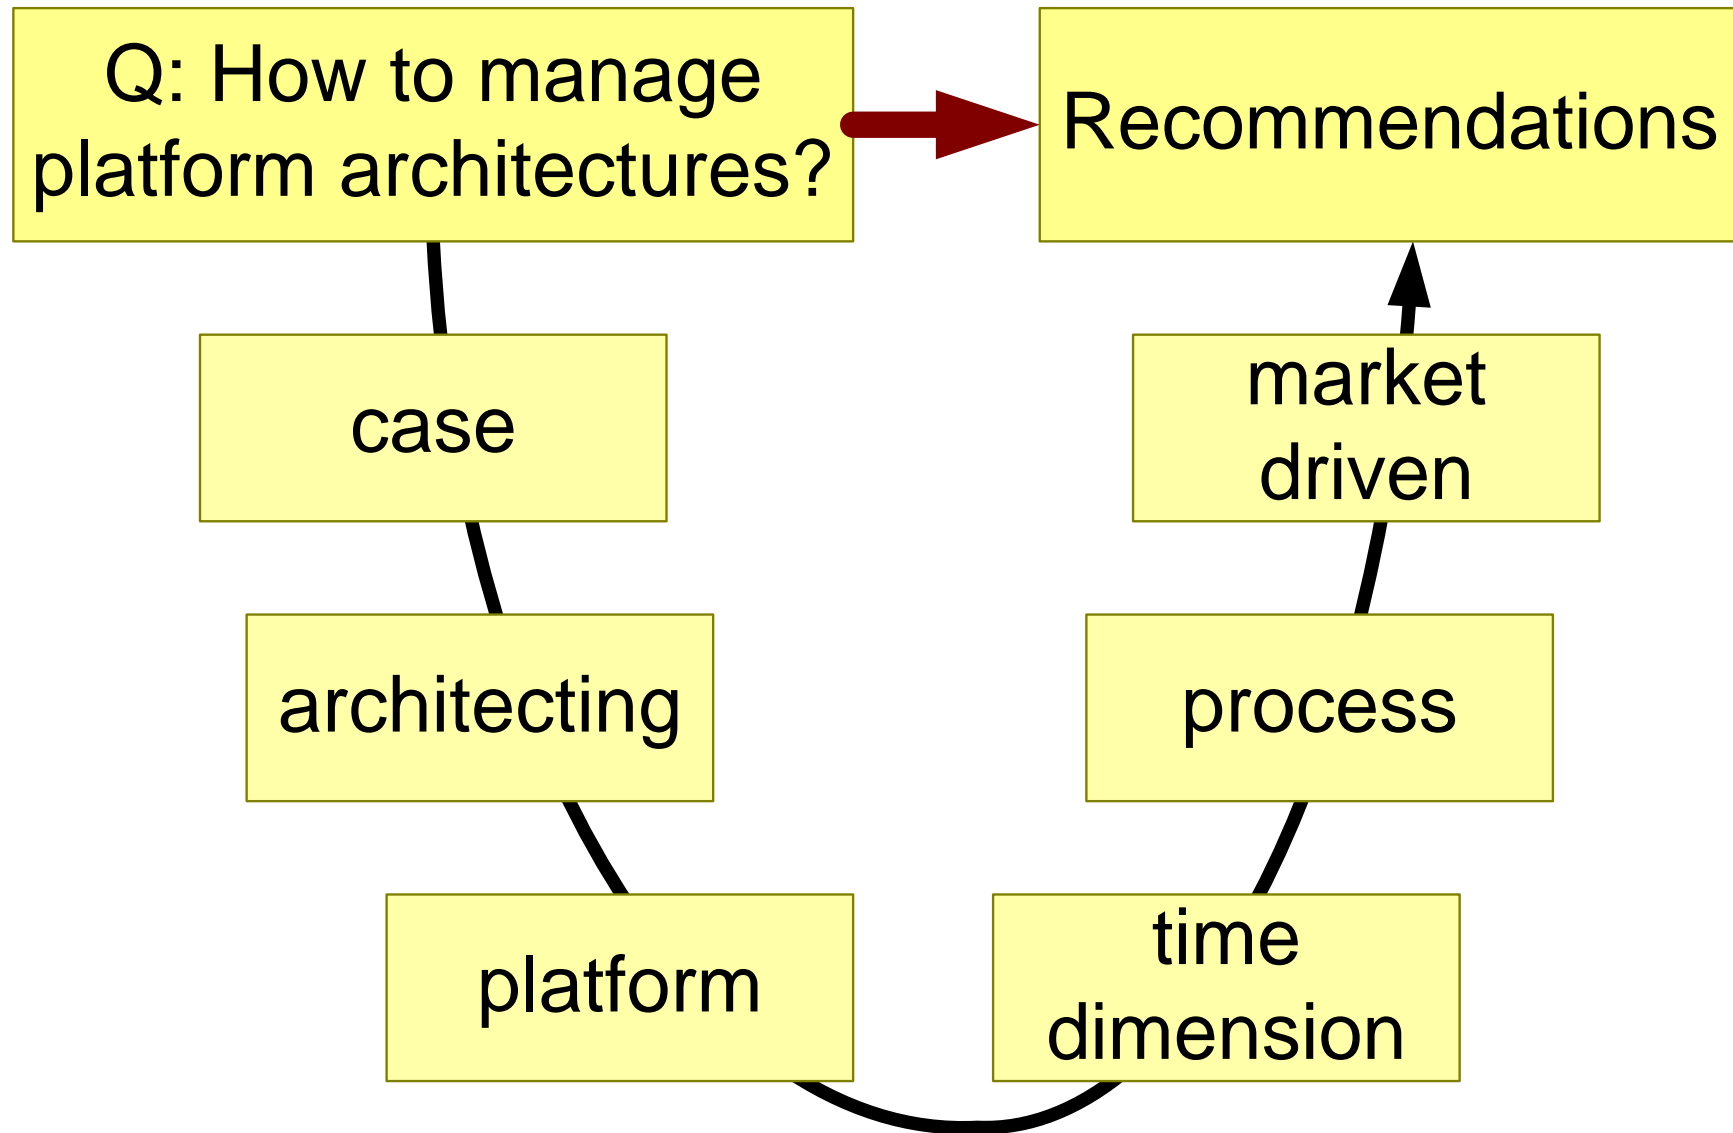 Q: How to manage
platform architectures?
Recommendations
case
architecting
platform
time
dimension
process
market
driven